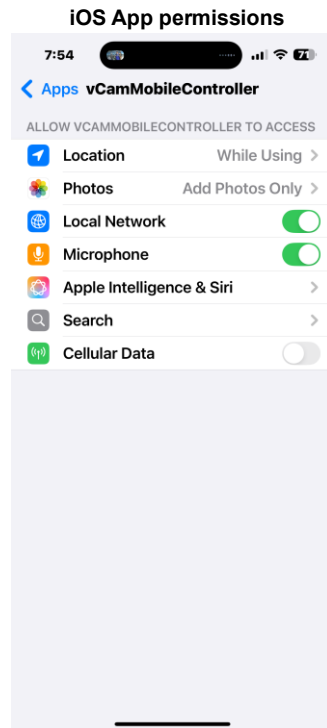 iOS App permissions
7:54
71
Apps vCamMobileController
ALLOW VCAMMOBILECONTROLLER TO ACCESS
Location While Using
Photos Add Photos Only
Local Network
Microphone
Apple Intelligence & Siri
Search
Cellular Data